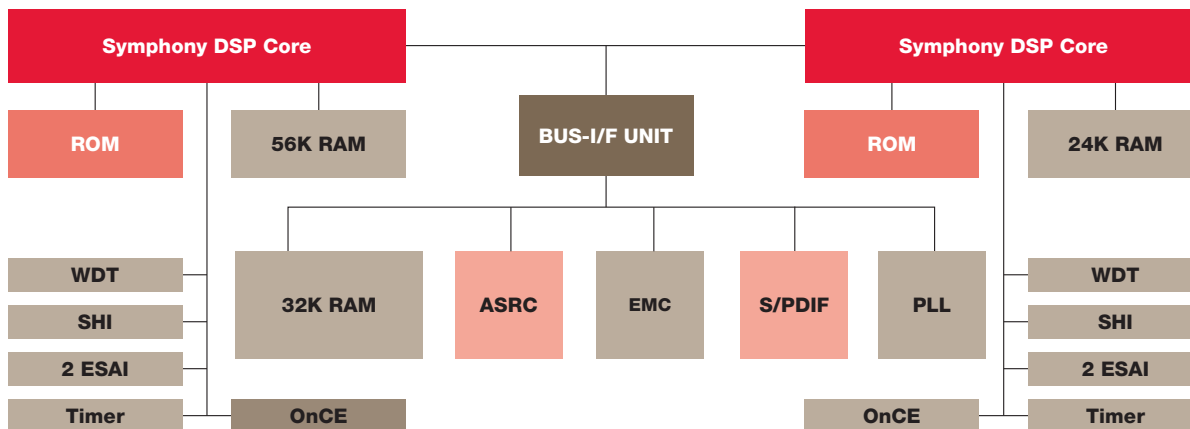 Symphony DSP Core
Symphony DSP Core
BUS-I/F UNIT
ROM
56K RAM
ROM
24K RAM
32K RAM
ASRC
EMC
S/PDIF
PLL
WDT
SHI
2 ESAI
Timer
OnCE
WDT
SHI
2 ESAI
OnCE
Timer